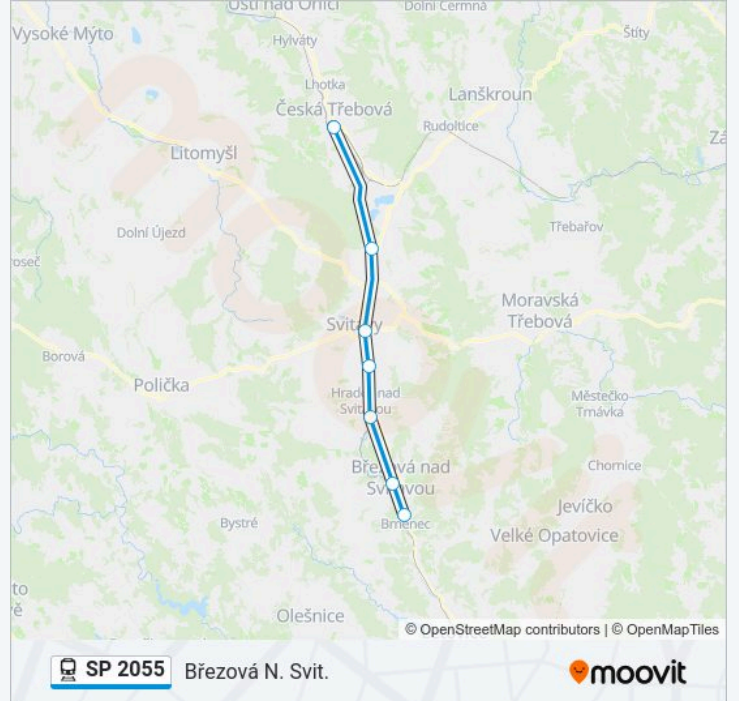 Ústí nad Orlicí
Dolní Čermná
Vysoké Mýto
Hylváty
Štíty
Lhotka
Lanškroun
Česká Třebová
Rudoltice
Litomyšl
Dolní Újezd
Třebařov
Moravská
Třebová
Svitavy
Borová
Polička
Hradec nad
Svitavou
Městečko
Trnávka
Březová nad
Svitavou
Chornice
Jevíčko
Bystré
Brněnec
Velké Opatovice
Olešnice
© OpenStreetMap contributors | © OpenMapTiles
SP 2055 Březová N. Svit.
moovit